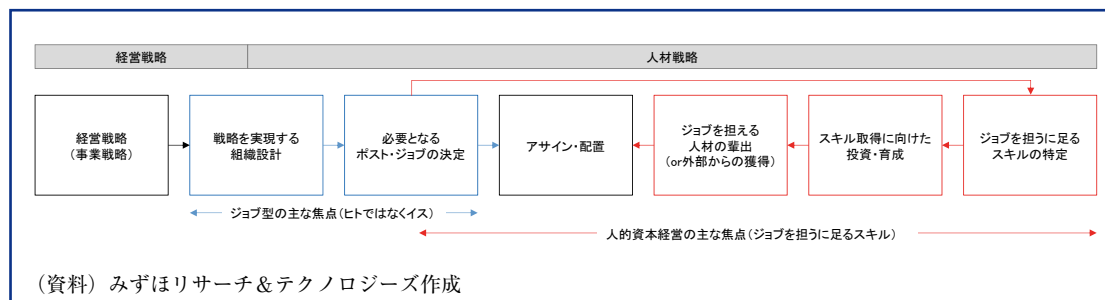 経営戦略
人材戦略
経営戦略
(事業戦略)
戦略を実現する
組織設計
必要となる
ポスト・ジョブの決定
アサイン・配置
ジョブを担える
人材の輩出
(or外部からの獲得)
スキル取得に向けた
投資・育成
ジョブを担うに足る
スキルの特定
ジョブ型の主な焦点(ヒトではなくイス)
人的資本経営の主な焦点(ジョブを担うに足るスキル)
(資料)みずほリサーチ&テクノロジーズ作成